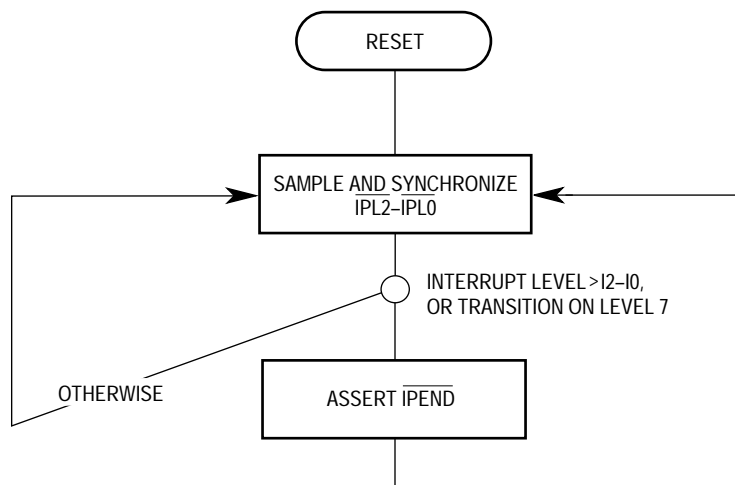 RESET
SAMPLE AND SYNCHRONIZE
IPL2–IPL0
INTERRUPT LEVEL > I2–I0,
OR TRANSITION ON LEVEL 7
OTHERWISE
ASSERT IPEND